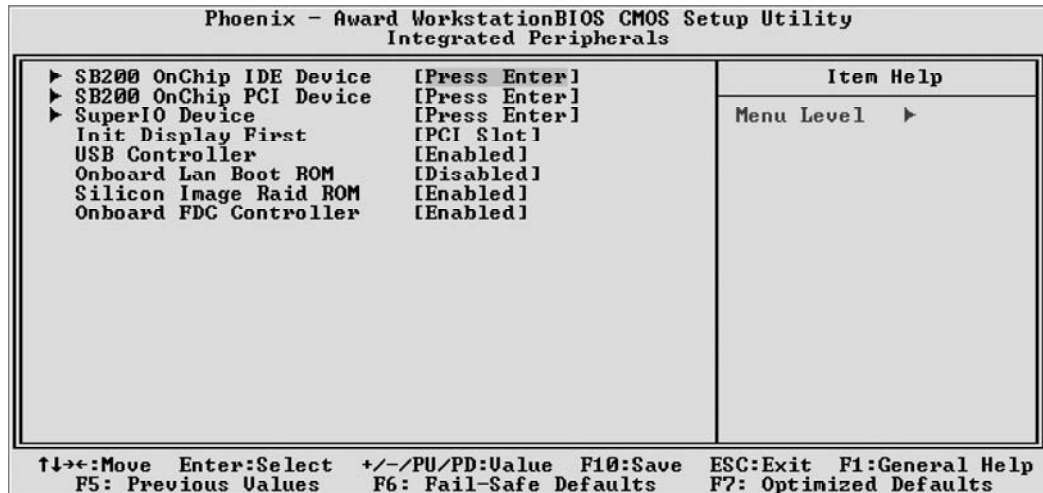 Phoenix - Award WorkstationBIOS CMOS Setup Utility
Integrated Peripherals
► SB200 OnChip IDE Device [Press Enter]
► SB200 OnChip PCI Device [Press Enter]
► SuperIO Device [Press Enter]
Init Display First [PCI Slot]
USB Controller [Enabled]
Onboard Lan Boot ROM [Disabled]
Silicon Image Raid ROM [Enabled]
Onboard FDC Controller [Enabled]
Item Help
Menu Level ►
↑↓→←:Move Enter:Select +/-/PU/PD:Value F10:Save ESC:Exit F1:General Help
F5: Previous Values F6: Fail-Safe Defaults F7: Optimized Defaults